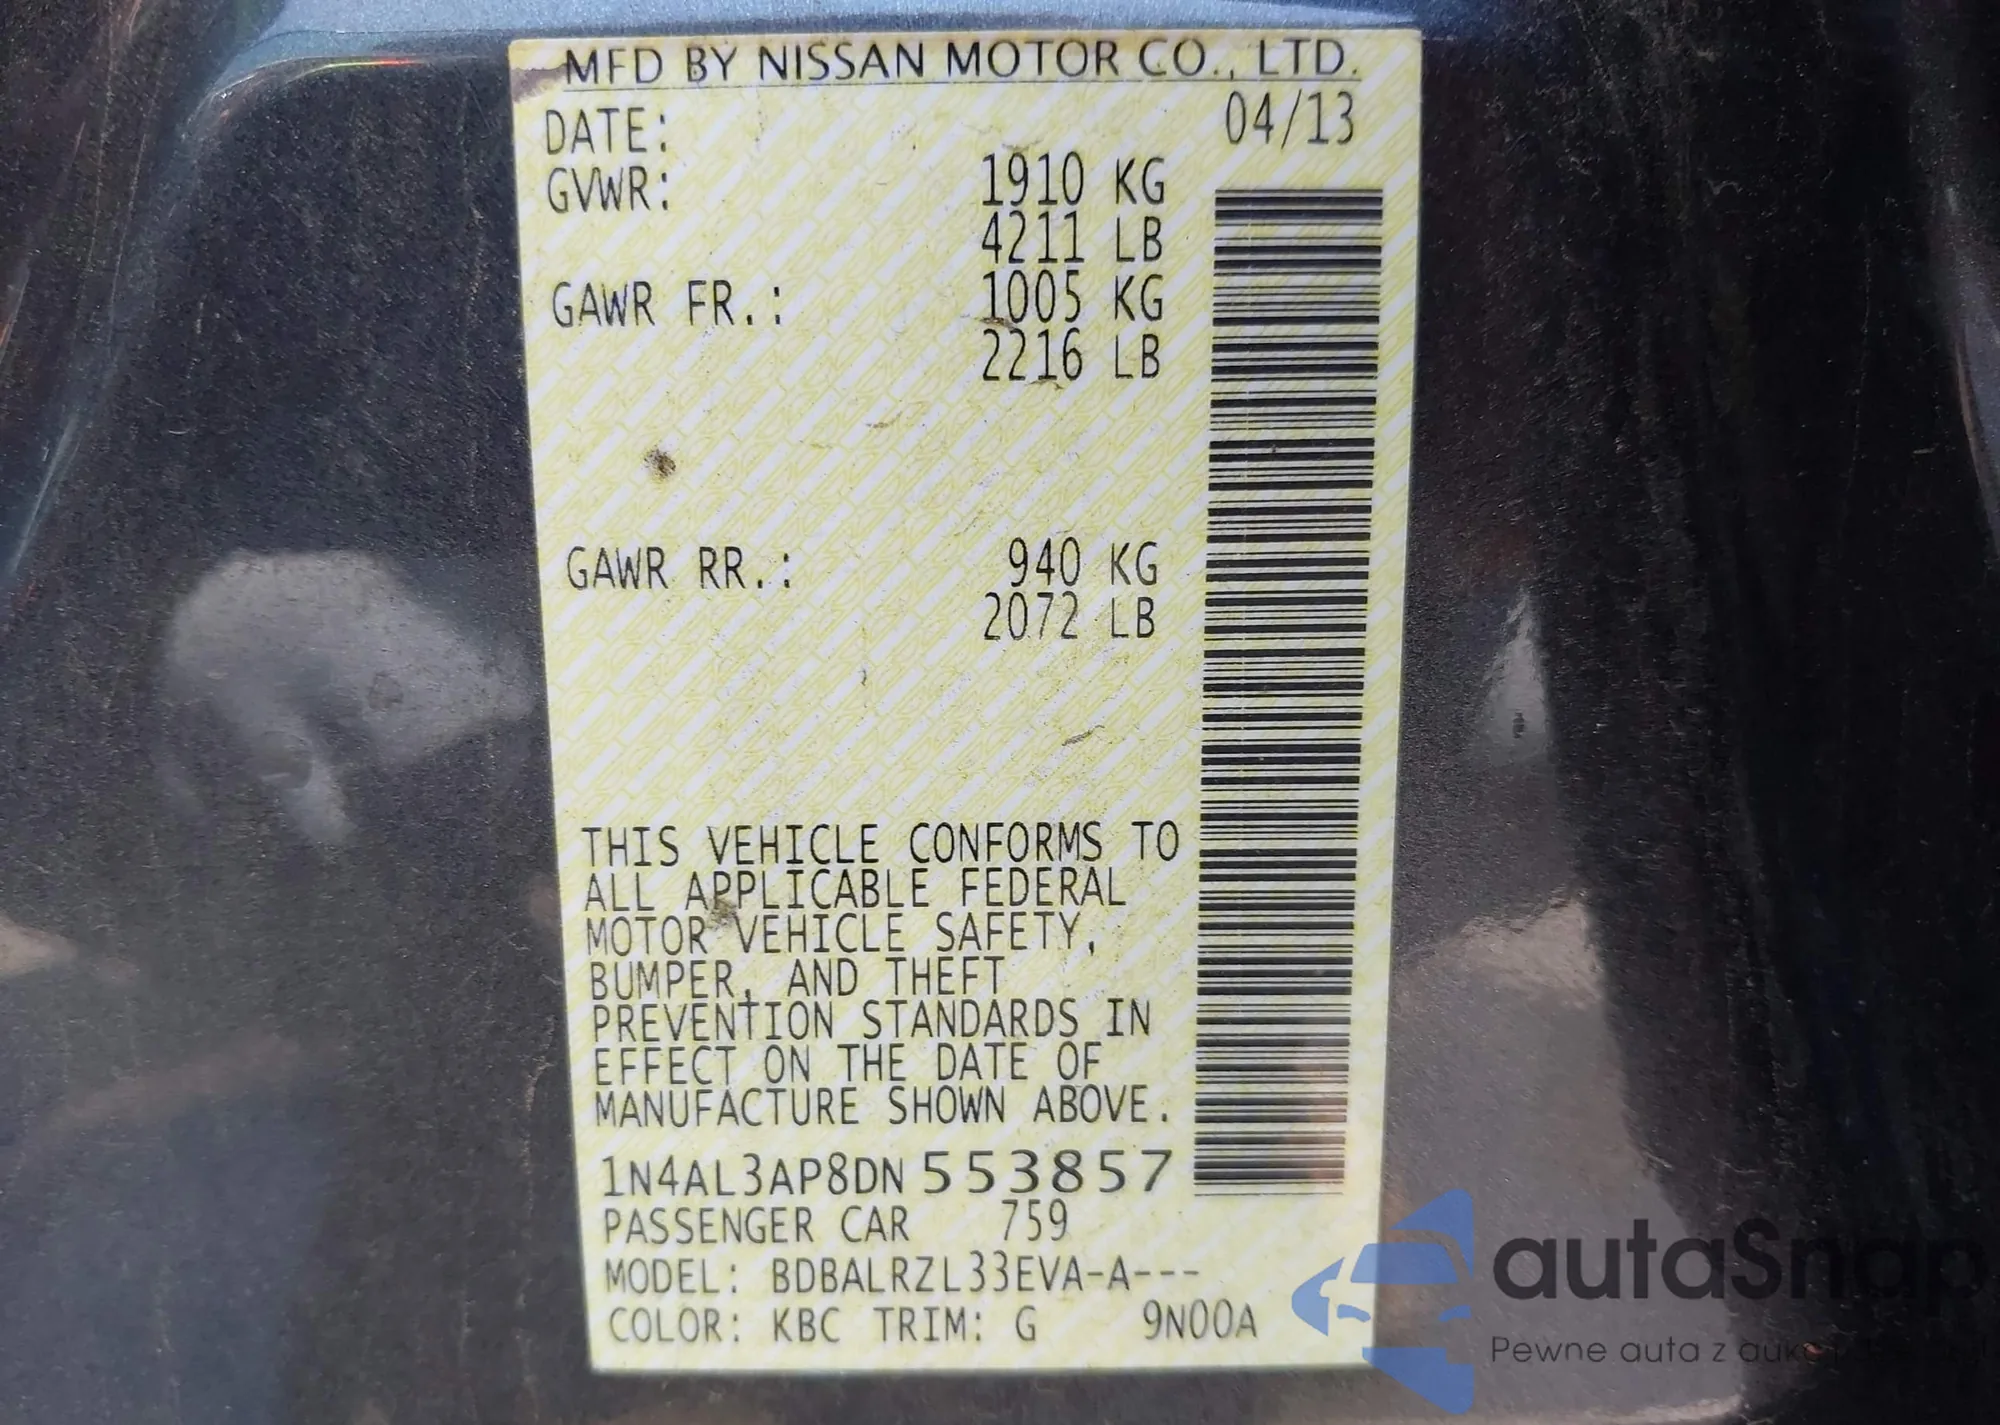 MFD BY NISSAN MOTOR CO., LTD.
DATE: 04/13
GVWR: 1910 KG
4211 LB
GAWR FR.: 1005 KG
2216 LB
GAWR RR.: 940 KG
2072 LB
THIS VEHICLE CONFORMS TO
ALL APPLICABLE FEDERAL
MOTOR VEHICLE SAFETY,
BUMPER, AND THEFT
PREVENTION STANDARDS IN
EFFECT ON THE DATE OF
MANUFACTURE SHOWN ABOVE.
1N4AL3AP8DN553857
PASSENGER CAR 759
MODEL: BDBALRZL33EVA-A---
COLOR: KBC TRIM: G 9N00A
autaSnap
Pewne auta z